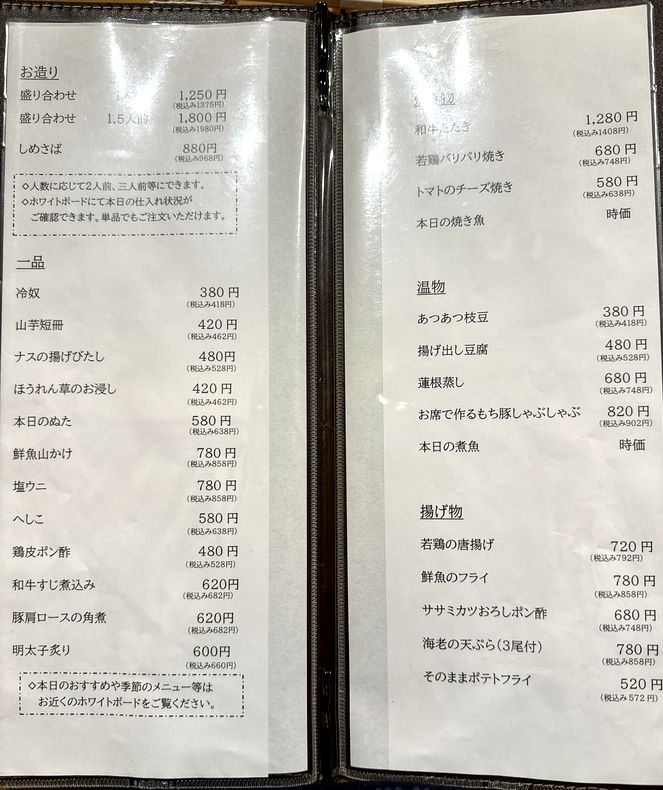 お造り
盛り合わせ 1,250円
(税込み1375円)
盛り合わせ 1.5人前 1,800円
(税込み1980円)
しめさば 880円
(税込み968円)
◇人数に応じて2人前、三人前等にできます。
◇ホワイトボードにて本日の仕入れ状況が
ご確認できます。単品でもご注文いただけます。
一品
冷奴 380円
(税込み418円)
山芋短冊 420円
(税込み462円)
ナスの揚げびたし 480円
(税込み528円)
ほうれん草のお浸し 420円
(税込み462円)
本日のぬた 580円
(税込み638円)
鮮魚山かけ 780円
(税込み858円)
塩ウニ 780円
(税込み858円)
へしこ 580円
(税込み638円)
鶏皮ポン酢 480円
(税込み528円)
和牛すじ煮込み 620円
(税込み682円)
豚肩ロースの角煮 620円
(税込み682円)
明太子炙り 600円
(税込み660円)
◇本日のおすすめや季節のメニュー等は
お近くのホワイトボードをご覧ください。
和牛たたき 1,280円
(税込み1408円)
若鶏パリパリ焼き 680円
(税込み748円)
トマトのチーズ焼き 580円
(税込み638円)
本日の焼き魚 時価
温物
あつあつ枝豆 380円
(税込み418円)
揚げ出し豆腐 480円
(税込み528円)
蓮根蒸し 680円
(税込み748円)
お席で作るもち豚しゃぶしゃぶ 820円
(税込み902円)
本日の煮魚 時価
揚げ物
若鶏の唐揚げ 720円
(税込み792円)
鮮魚のフライ 780円
(税込み858円)
ササミカツおろしポン酢 680円
(税込み748円)
海老の天ぷら(3尾付) 780円
(税込み858円)
そのままポテトフライ 520円
(税込み572円)